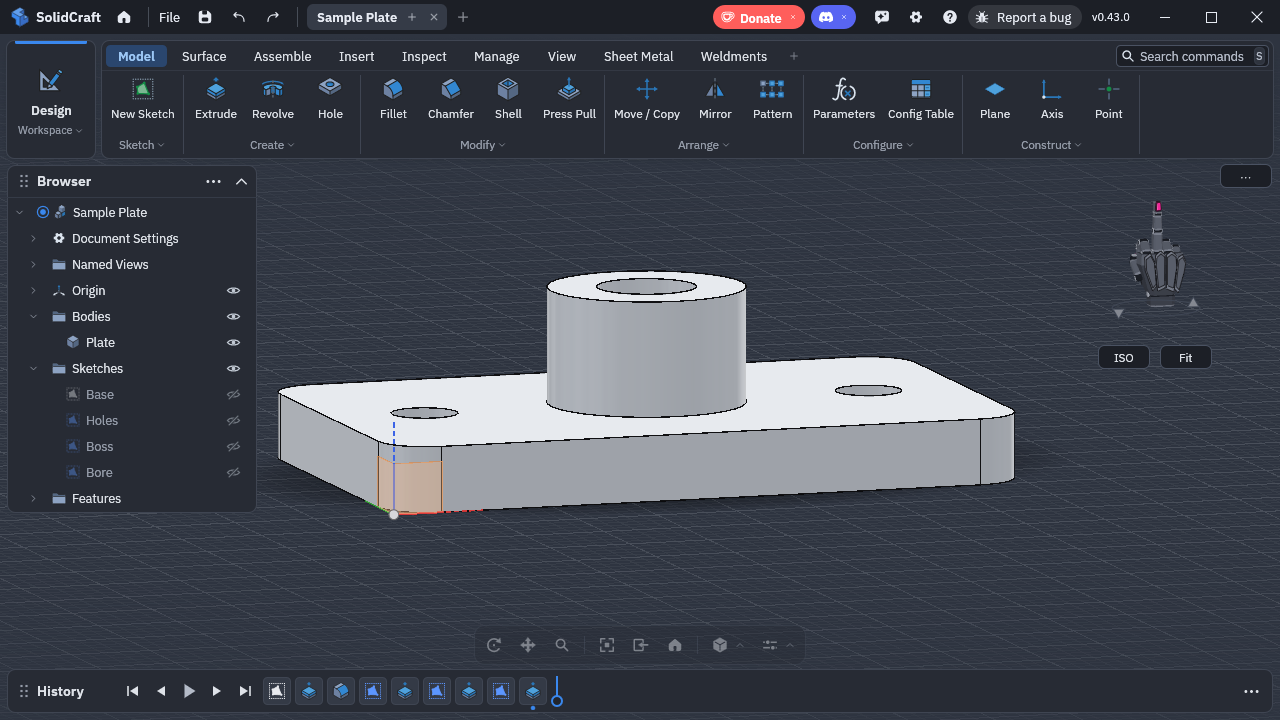 SolidCraft File Sample Plate Donate Report a bug v0.43.0
Model Surface Assemble Insert Inspect Manage View Sheet Metal Weldments Search commands S
Design
Workspace
New Sketch Extrude Revolve Hole Fillet Chamfer Shell Press Pull Move / Copy Mirror Pattern Parameters Config Table Plane Axis Point
Sketch Create Modify Arrange Configure Construct
Browser
Sample Plate
Document Settings
Named Views
Origin
Bodies
Plate
Sketches
Base
Holes
Boss
Bore
Features
ISO Fit
History